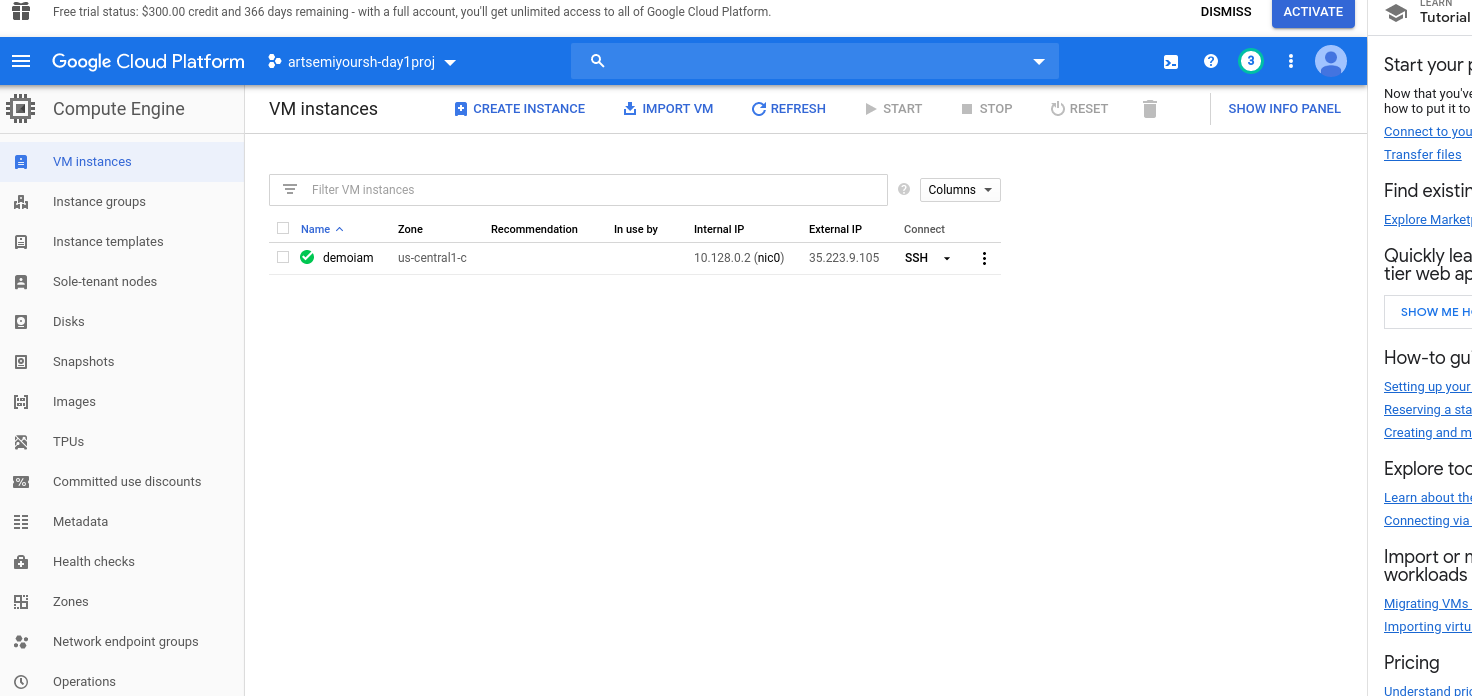 Free trial status: $300.00 credit and 366 days remaining - with a full account, you'll get unlimited access to all of Google Cloud Platform.
DISMISS
ACTIVATE
LEARN
Tutorial
Google Cloud Platform
artsemiyoursh-day1proj
3
Compute Engine
VM instances
Instance groups
Instance templates
Sole-tenant nodes
Disks
Snapshots
Images
TPUs
Committed use discounts
Metadata
Health checks
Zones
Network endpoint groups
Operations
VM instances
CREATE INSTANCE
IMPORT VM
REFRESH
START
STOP
RESET
SHOW INFO PANEL
Filter VM instances
Columns
Name Zone Recommendation In use by Internal IP External IP Connect
demoiam us-central1-c 10.128.0.2 (nic0) 35.223.9.105 SSH
Start your p
Now that you've
how to put it to
Connect to you
Transfer files
Find existin
Explore Marketp
Quickly lea
tier web ap
SHOW ME H
How-to gu
Setting up your
Reserving a sta
Creating and m
Explore too
Learn about the
Connecting via
Import or m
workloads
Migrating VMs
Importing virtu
Pricing
Understand pric